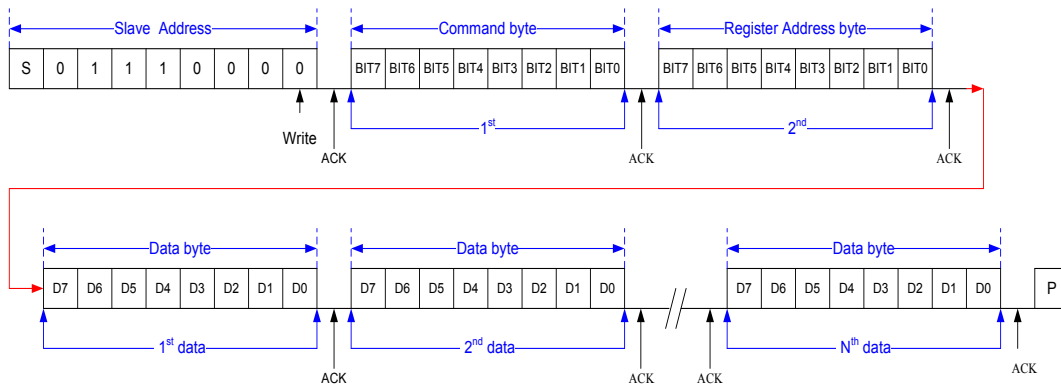 Slave Address Command byte Register Address byte
S 0 1 1 1 0 0 0 0 BIT7 BIT6 BIT5 BIT4 BIT3 BIT2 BIT1 BIT0 BIT7 BIT6 BIT5 BIT4 BIT3 BIT2 BIT1 BIT0
1st 2nd
Write ACK ACK ACK
Data byte Data byte Data byte
D7 D6 D5 D4 D3 D2 D1 D0 D7 D6 D5 D4 D3 D2 D1 D0 D7 D6 D5 D4 D3 D2 D1 D0 P
1st data 2nd data Nth data
ACK ACK ACK ACK